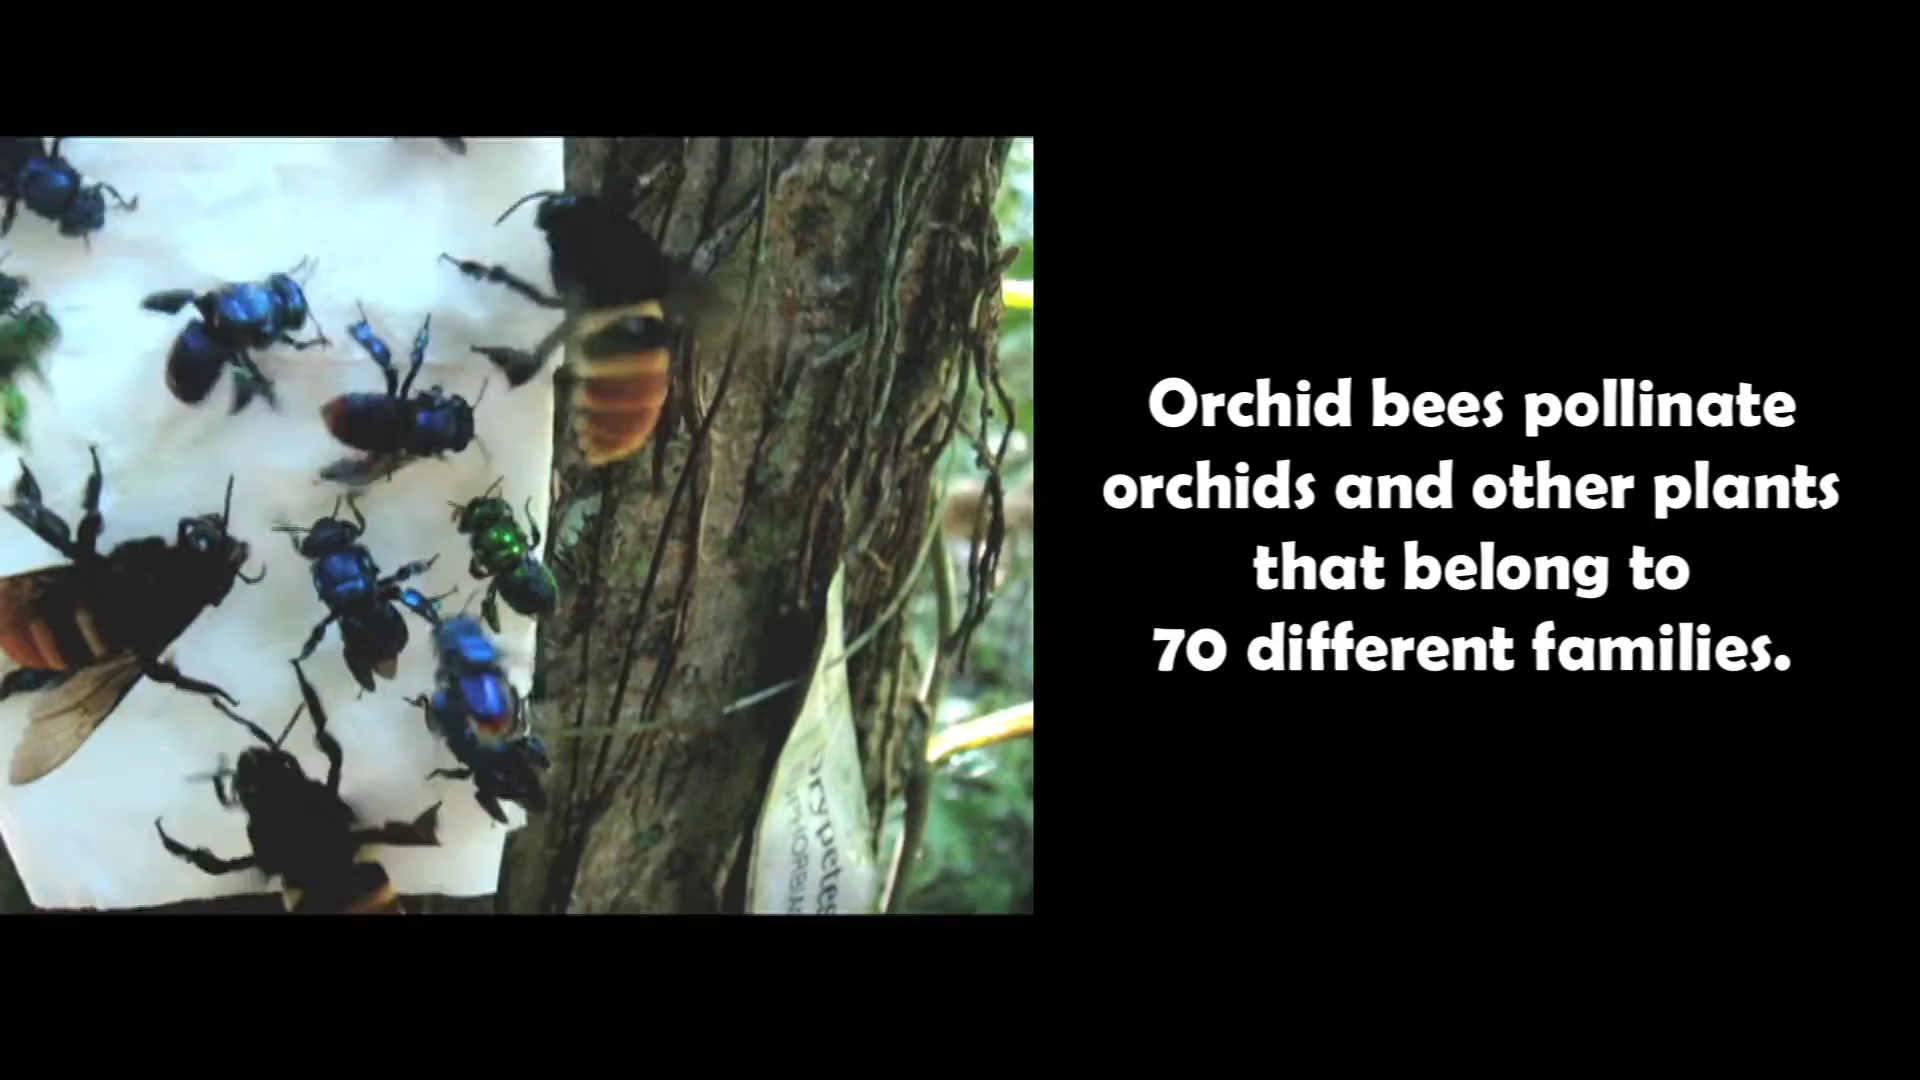 Orchid bees pollinate
orchids and other plants
that belong to
70 different families.